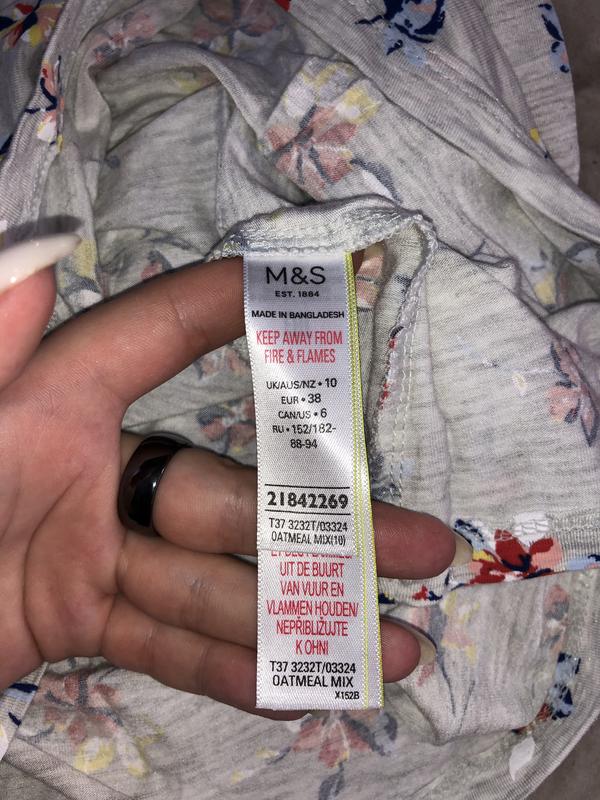 M&S
EST. 1884
MADE IN BANGLADESH
KEEP AWAY FROM
FIRE & FLAMES
UK/AUS/NZ • 10
EUR • 38
CAN/US • 6
RU • 152/182-
88-94
21842269
T37 3232T/03324
OATMEAL MIX(10)
UIT DE BUURT
VAN VUUR EN
VLAMMEN HOUDEN/
NEPŘIBLIŽUJTE
K OHNI
T37 3232T/03324
OATMEAL MIX
X152B